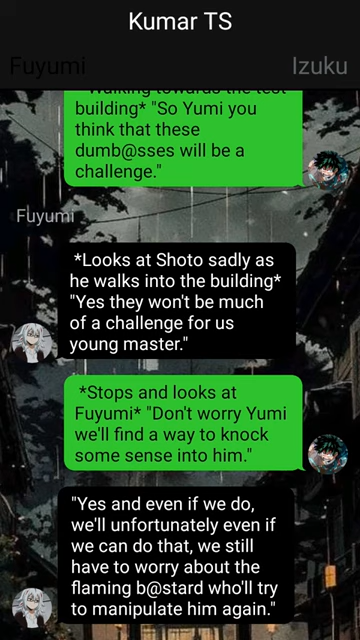 Kumar TS
Fuyumi
Izuku
*Walking towards the test
building* "So Yumi you
think that these
dumb@sses will be a
challenge."
Fuyumi
*Looks at Shoto sadly as
he walks into the building*
"Yes they won't be much
of a challenge for us
young master."
*Stops and looks at
Fuyumi* "Don't worry Yumi
we'll find a way to knock
some sense into him."
"Yes and even if we do,
we'll unfortunately even if
we can do that, we still
have to worry about the
flaming b@stard who'll try
to manipulate him again."